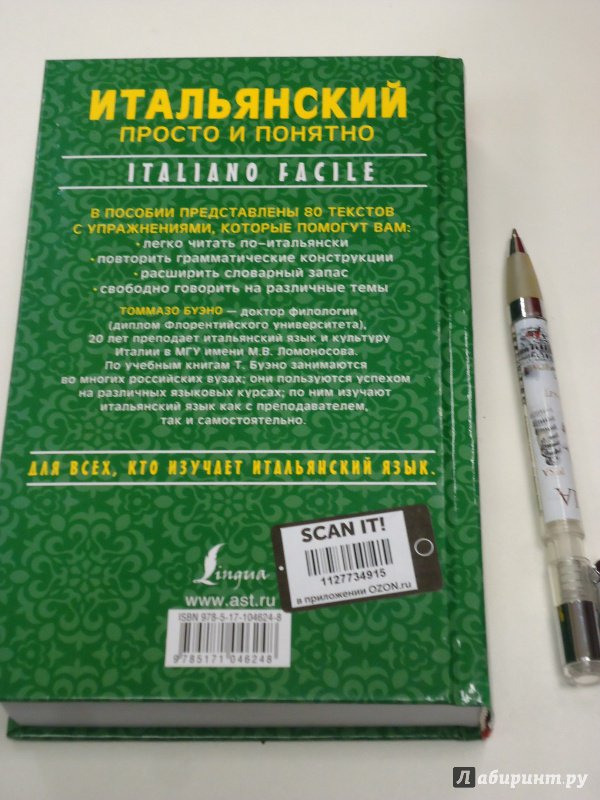 ИТАЛЬЯНСКИЙ
ПРОСТО И ПОНЯТНО
ITALIANO FACILE
В ПОСОБИИ ПРЕДСТАВЛЕНЫ 80 ТЕКСТОВ
С УПРАЖНЕНИЯМИ, КОТОРЫЕ ПОМОГУТ ВАМ:
• легко читать по-итальянски
• повторить грамматические конструкции
• расширить словарный запас
• свободно говорить на различные темы
ТОММАЗО БУЭНО — доктор филологии
(диплом Флорентийского университета),
20 лет преподает итальянский язык и культуру
Италии в МГУ имени М.В. Ломоносова.
По учебным книгам Т. Буэно занимаются
во многих российских вузах; они пользуются успехом
на различных языковых курсах; по ним изучают
итальянский язык как с преподавателем,
так и самостоятельно.
ДЛЯ ВСЕХ, КТО ИЗУЧАЕТ ИТАЛЬЯНСКИЙ ЯЗЫК.
SCAN IT!
1127734915
в приложении OZON.ru
Lingua
www.ast.ru
ISBN 978-5-17-104624-8
9785171046248
Лабиринт.ру